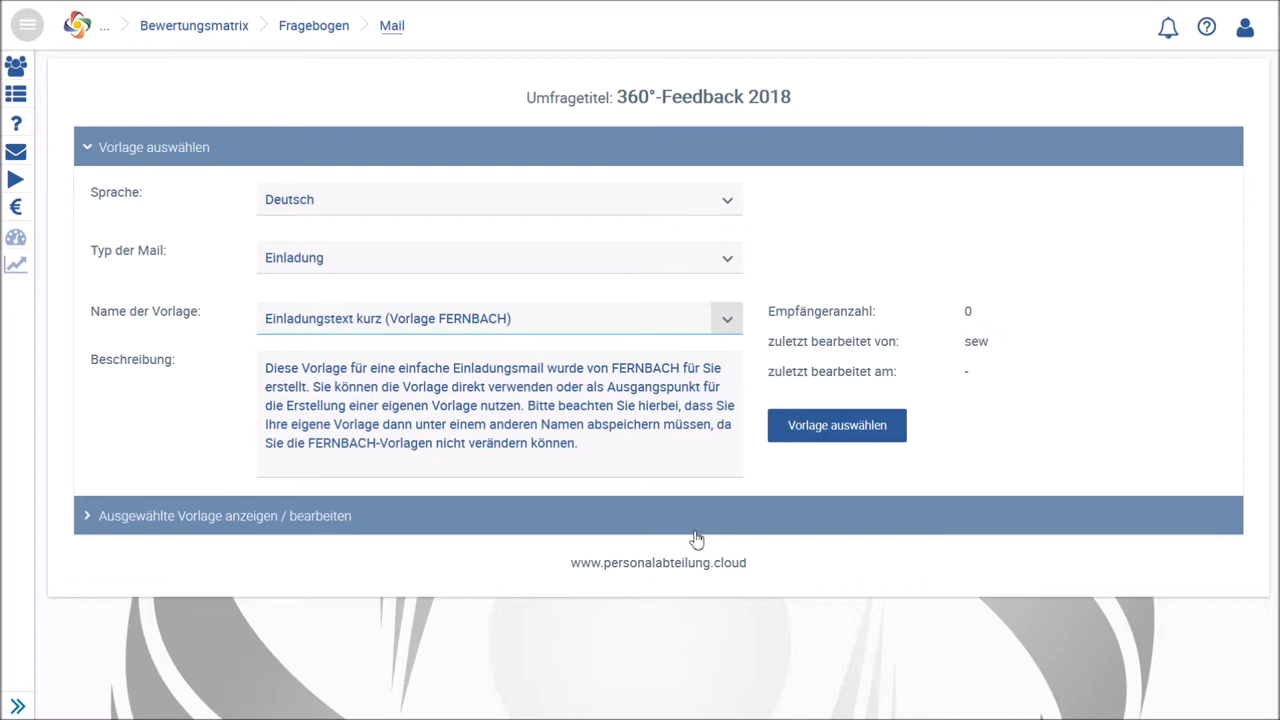 ... Bewertungsmatrix Fragebogen Mail
Umfragetitel: 360°-Feedback 2018
Vorlage auswählen
Sprache: Deutsch
Typ der Mail: Einladung
Name der Vorlage: Einladungstext kurz (Vorlage FERNBACH)
Empfängeranzahl: 0
zuletzt bearbeitet von: sew
zuletzt bearbeitet am: -
Beschreibung:
Diese Vorlage für eine einfache Einladungsmail wurde von FERNBACH für Sie
erstellt. Sie können die Vorlage direkt verwenden oder als Ausgangspunkt für
die Erstellung einer eigenen Vorlage nutzen. Bitte beachten Sie hierbei, dass Sie
Ihre eigene Vorlage dann unter einem anderen Namen abspeichern müssen, da
Sie die FERNBACH-Vorlagen nicht verändern können.
Vorlage auswählen
Ausgewählte Vorlage anzeigen / bearbeiten
www.personalabteilung.cloud